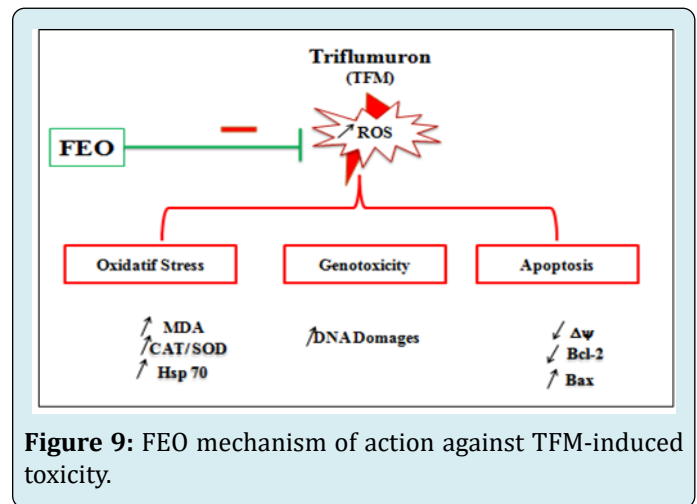 Triflumuron
(TFM)
↗ROS
FEO
Oxidatif Stress
Genotoxicity
Apoptosis
↗ MDA
↗CAT/SOD
↗ Hsp 70
↗DNA Domages
↙ Δψ
↙ Bcl-2
↗ Bax
Figure 9: FEO mechanism of action against TFM-induced
toxicity.